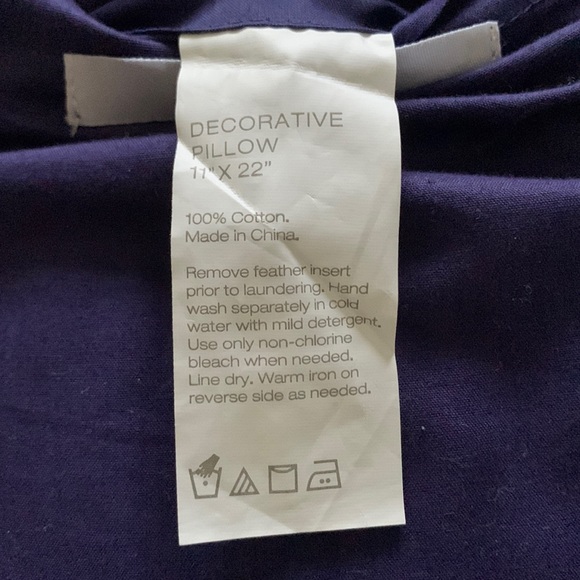 DECORATIVE
PILLOW
11" X 22"
100% Cotton.
Made in China.
Remove feather insert
prior to laundering. Hand
wash separately in cold
water with mild detergent.
Use only non-chlorine
bleach when needed.
Line dry. Warm iron on
reverse side as needed.